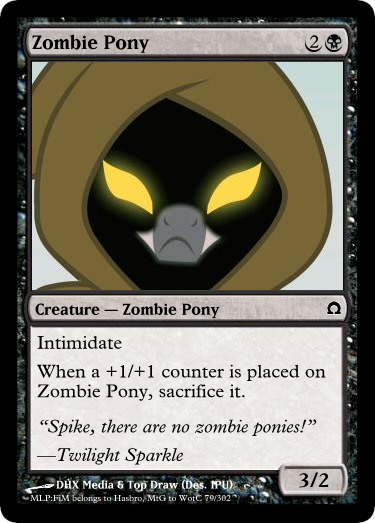 Zombie Pony 2
Creature — Zombie Pony Ω
Intimidate
When a +1/+1 counter is placed on
Zombie Pony, sacrifice it.
“Spike, there are no zombie ponies!”
—Twilight Sparkle
DHX Media & Top Draw (Des. IPU)
3/2
MLP:FiM belongs to Hasbro, MtG to WotC 79/302